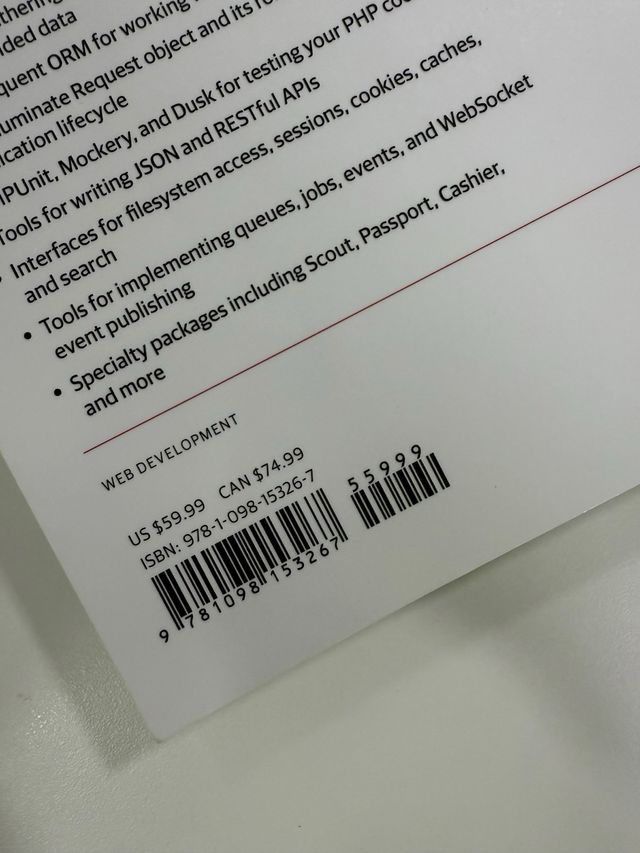 ded data
quent ORM for working
uminate Request object and its
ication lifecycle
PUnit, Mockery, and Dusk for testing your PHP
Tools for writing JSON and RESTful APIs
Interfaces for filesystem access, sessions, cookies, caches,
and search
• Tools for implementing queues, jobs, events, and WebSocket
event publishing
• Specialty packages including Scout, Passport, Cashier,
and more
WEB DEVELOPMENT
US $59.99 CAN $74.99
ISBN: 978-1-098-15326-7
55999
9 781098 153267